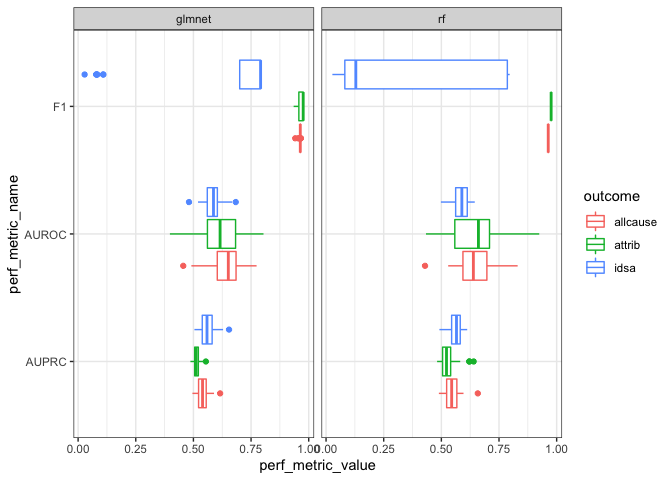 glmnet rf
F1
AUROC
AUPRC
perf_metric_name
0.00 0.25 0.50 0.75 1.00 0.00 0.25 0.50 0.75 1.00
perf_metric_value
outcome
allcause
attrib
idsa